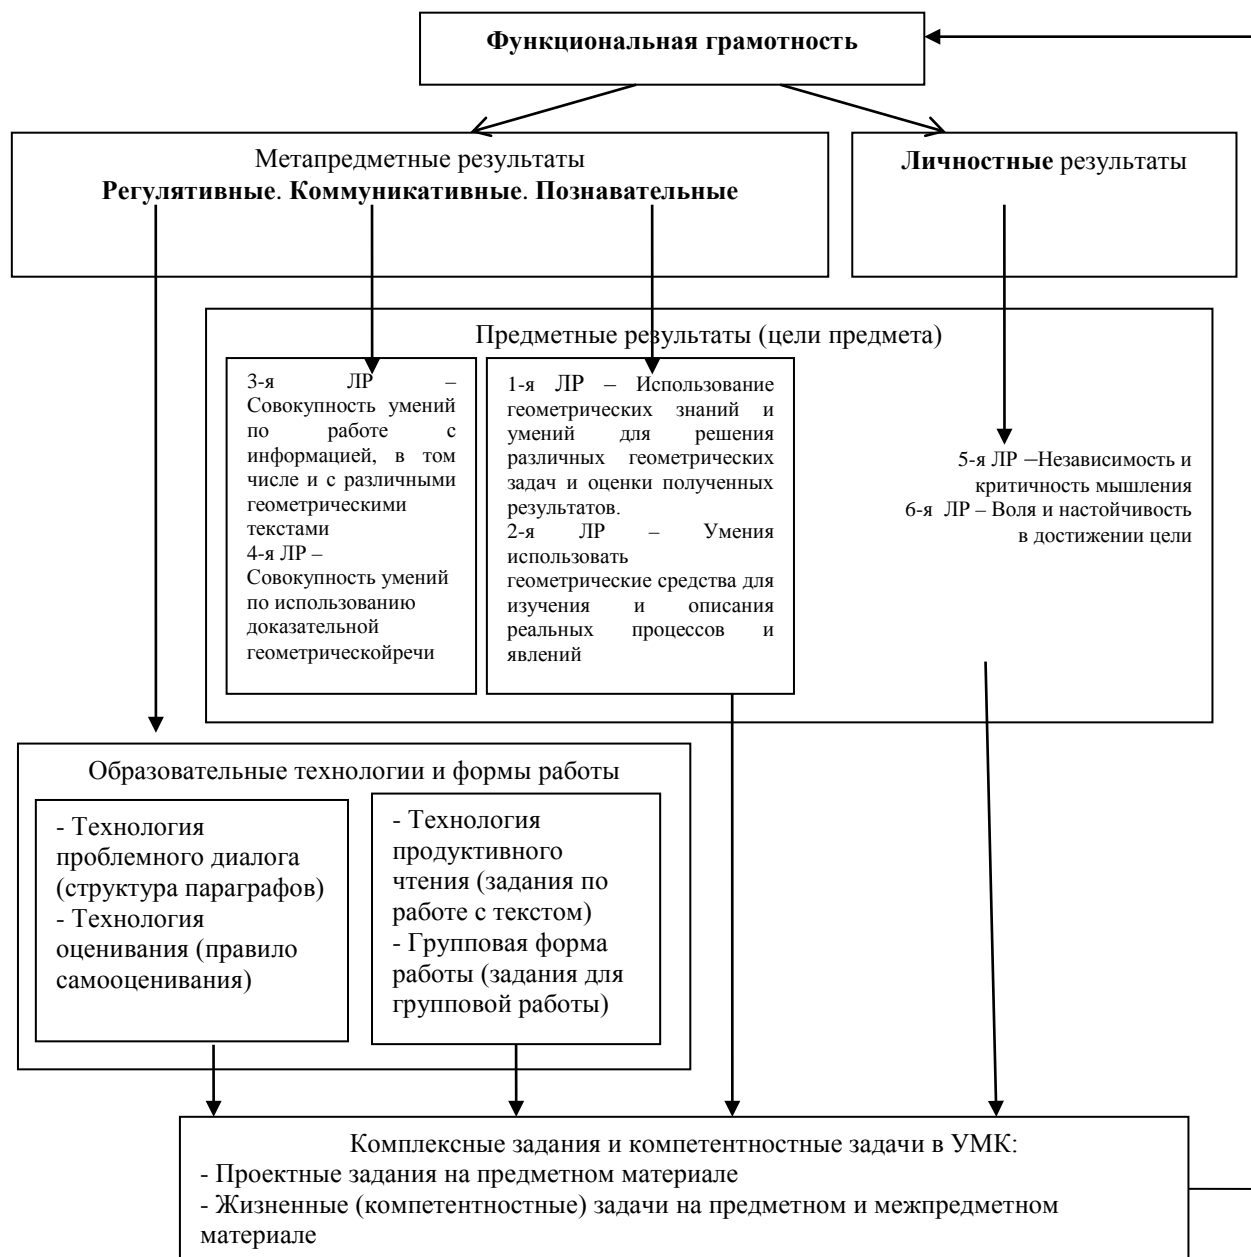 Функциональная грамотность
Метапредметные результаты
Регулятивные. Коммуникативные. Познавательные
Личностные результаты
Предметные результаты (цели предмета)
3-я ЛР –
Совокупность умений
по работе с
информацией, в том
числе и с различными
геометрическими
текстами
4-я ЛР –
Совокупность умений
по использованию
доказательной
геометрическойречи
1-я ЛР – Использование
геометрических знаний и
умений для решения
различных геометрических
задач и оценки полученных
результатов.
2-я ЛР – Умения
использовать
геометрические средства для
изучения и описания
реальных процессов и
явлений
5-я ЛР –Независимость и
критичность мышления
6-я ЛР – Воля и настойчивость
в достижении цели
Образовательные технологии и формы работы
- Технология
проблемного диалога
(структура параграфов)
- Технология
оценивания (правило
самооценивания)
- Технология
продуктивного
чтения (задания по
работе с текстом)
- Групповая форма
работы (задания для
групповой работы)
Комплексные задания и компетентностные задачи в УМК:
- Проектные задания на предметном материале
- Жизненные (компетентностные) задачи на предметном и межпредметном
материале